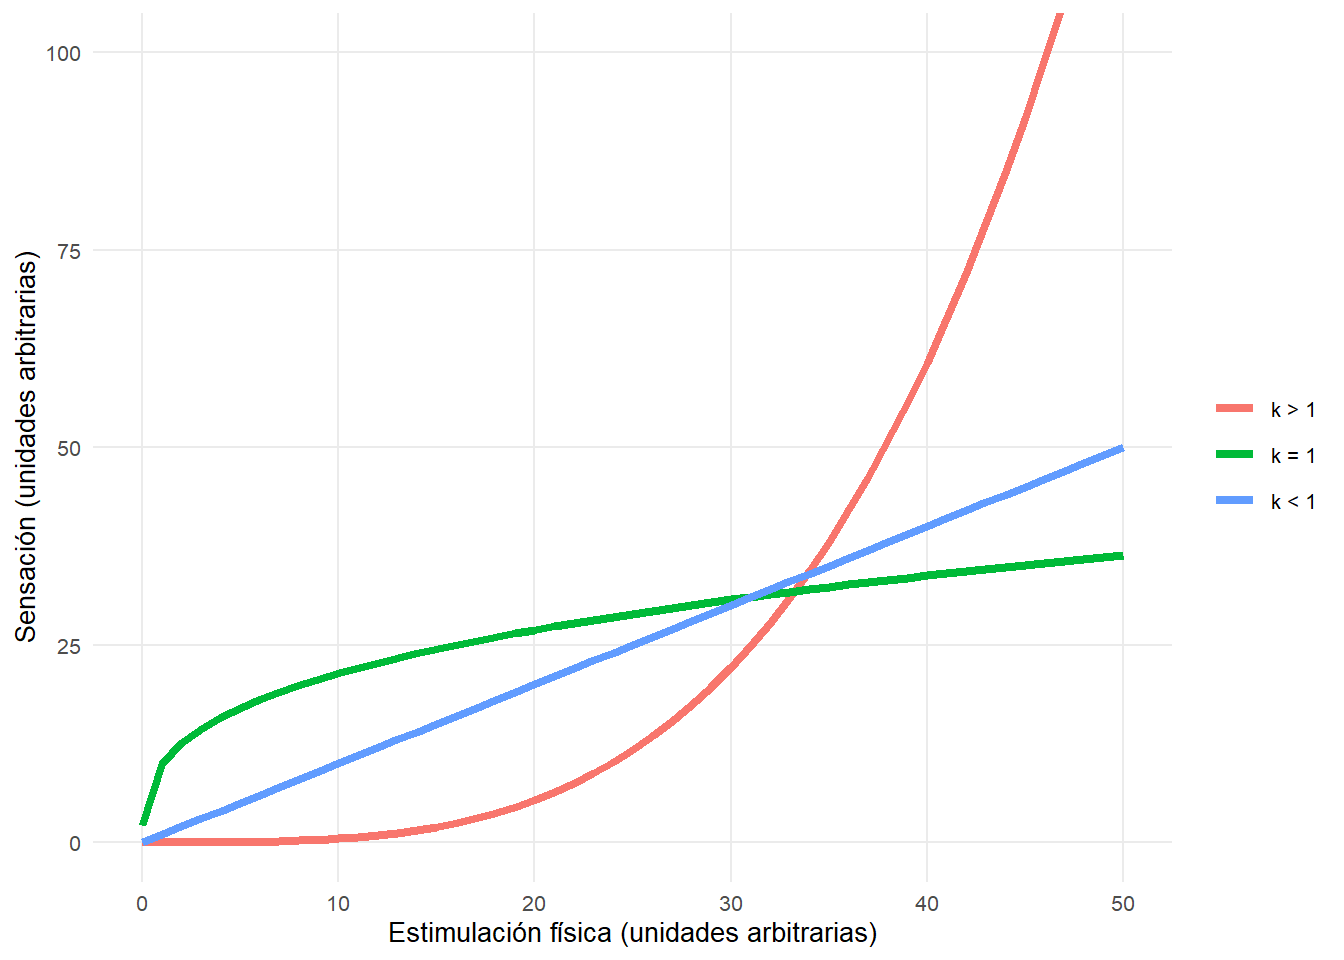 Sensación (unidades arbitrarias)
100
75
50
25
0
0 10 20 30 40 50
Estimulación física (unidades arbitrarias)
k > 1
k = 1
k < 1